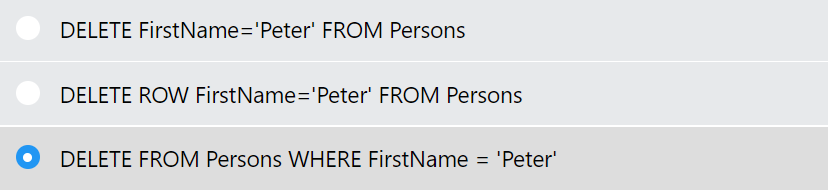 DELETE FirstName='Peter' FROM Persons
DELETE ROW FirstName='Peter' FROM Persons
DELETE FROM Persons WHERE FirstName = 'Peter'